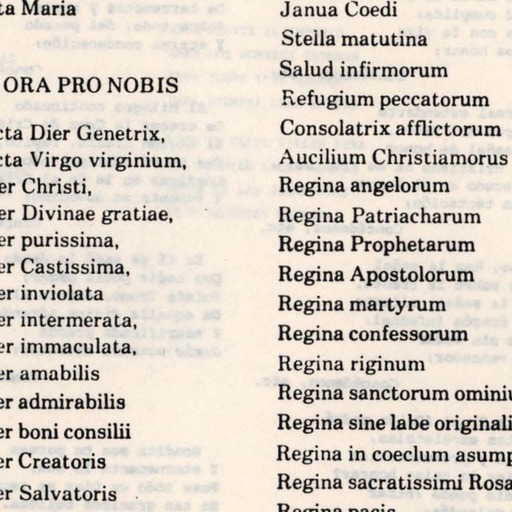 ta Maria
ORA PRO NOBIS
cta Dier Genetrix,
cta Virgo virginium,
er Christi,
er Divinae gratiae,
er purissima,
er Castissima,
er inviolata
er intermerata,
er immaculata,
er amabilis
er admirabilis
er boni consilii
er Creatoris
er Salvatoris
Janua Coedi
Stella matutina
Salud infirmorum
Refugium peccatorum
Consolatrix afflictorum
Aucilium Christiamorus
Regina angelorum
Regina Patriacharum
Regina Prophetarum
Regina Apostolorum
Regina martyrum
Regina confessorum
Regina riginum
Regina sanctorum ominiu
Regina sine labe originali
Regina in coeclum asump
Regina sacratissimi Rosa
Regina pacis